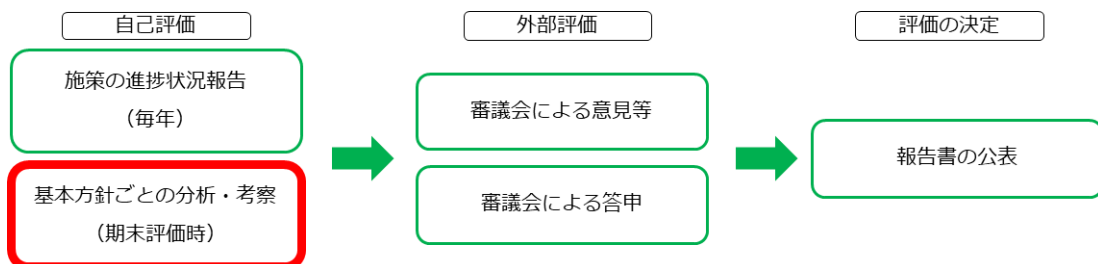 自己評価
施策の進捗状況報告
（毎年）
基本方針ごとの分析・考察
（期末評価時）
外部評価
審議会による意見等
審議会による答申
評価の決定
報告書の公表